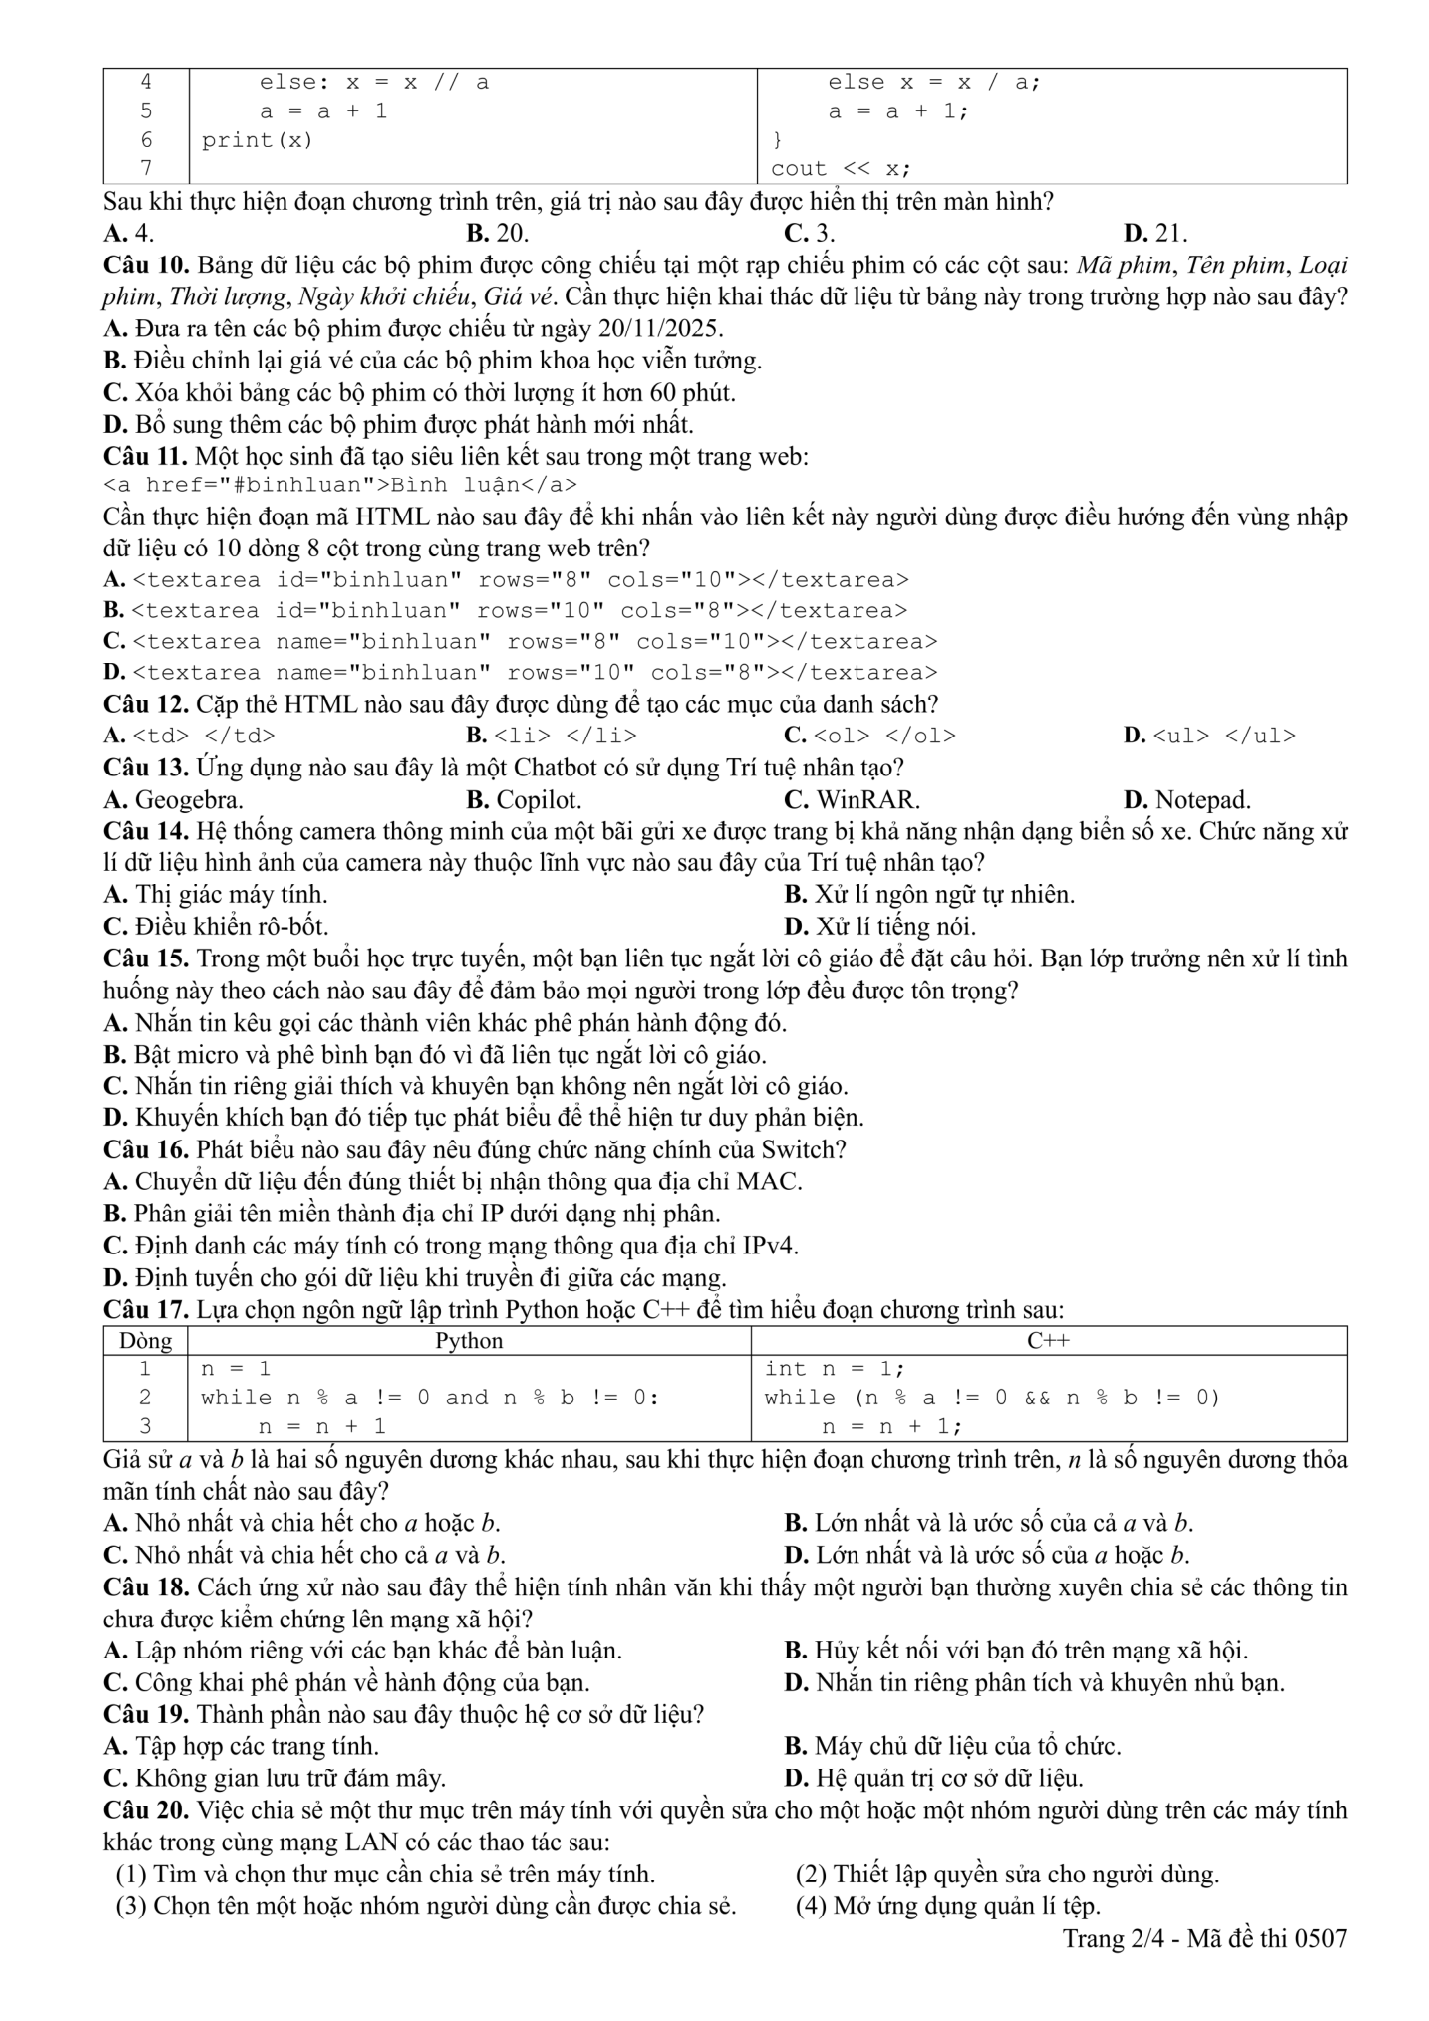 4 else: x = x // a else x = x / a;
5 a = a + 1 a = a + 1;
6 print(x) }
7 cout << x;
Sau khi thực hiện đoạn chương trình trên, giá trị nào sau đây được hiển thị trên màn hình?
A. 4. B. 20. C. 3. D. 21.
Câu 10. Bảng dữ liệu các bộ phim được công chiếu tại một rạp chiếu phim có các cột sau: Mã phim, Tên phim, Loại
phim, Thời lượng, Ngày khởi chiếu, Giá vé. Cần thực hiện khai thác dữ liệu từ bảng này trong trường hợp nào sau đây?
A. Đưa ra tên các bộ phim được chiếu từ ngày 20/11/2025.
B. Điều chỉnh lại giá vé của các bộ phim khoa học viễn tưởng.
C. Xóa khỏi bảng các bộ phim có thời lượng ít hơn 60 phút.
D. Bổ sung thêm các bộ phim được phát hành mới nhất.
Câu 11. Một học sinh đã tạo siêu liên kết sau trong một trang web:
<a href="#binhluan">Bình luận</a>
Cần thực hiện đoạn mã HTML nào sau đây để khi nhấn vào liên kết này người dùng được điều hướng đến vùng nhập
dữ liệu có 10 dòng 8 cột trong cùng trang web trên?
A. <textarea id="binhluan" rows="8" cols="10"></textarea>
B. <textarea id="binhluan" rows="10" cols="8"></textarea>
C. <textarea name="binhluan" rows="8" cols="10"></textarea>
D. <textarea name="binhluan" rows="10" cols="8"></textarea>
Câu 12. Cặp thẻ HTML nào sau đây được dùng để tạo các mục của danh sách?
A. <td> </td> B. <li> </li> C. <ol> </ol> D. <ul> </ul>
Câu 13. Ứng dụng nào sau đây là một Chatbot có sử dụng Trí tuệ nhân tạo?
A. Geogebra. B. Copilot. C. WinRAR. D. Notepad.
Câu 14. Hệ thống camera thông minh của một bãi gửi xe được trang bị khả năng nhận dạng biển số xe. Chức năng xử
lí dữ liệu hình ảnh của camera này thuộc lĩnh vực nào sau đây của Trí tuệ nhân tạo?
A. Thị giác máy tính. B. Xử lí ngôn ngữ tự nhiên.
C. Điều khiển rô-bốt. D. Xử lí tiếng nói.
Câu 15. Trong một buổi học trực tuyến, một bạn liên tục ngắt lời cô giáo để đặt câu hỏi. Bạn lớp trưởng nên xử lí tình
huống này theo cách nào sau đây để đảm bảo mọi người trong lớp đều được tôn trọng?
A. Nhắn tin kêu gọi các thành viên khác phê phán hành động đó.
B. Bật micro và phê bình bạn đó vì đã liên tục ngắt lời cô giáo.
C. Nhắn tin riêng giải thích và khuyên bạn không nên ngắt lời cô giáo.
D. Khuyến khích bạn đó tiếp tục phát biểu để thể hiện tư duy phản biện.
Câu 16. Phát biểu nào sau đây nêu đúng chức năng chính của Switch?
A. Chuyển dữ liệu đến đúng thiết bị nhận thông qua địa chỉ MAC.
B. Phân giải tên miền thành địa chỉ IP dưới dạng nhị phân.
C. Định danh các máy tính có trong mạng thông qua địa chỉ IPv4.
D. Định tuyến cho gói dữ liệu khi truyền đi giữa các mạng.
Câu 17. Lựa chọn ngôn ngữ lập trình Python hoặc C++ để tìm hiểu đoạn chương trình sau:
Dòng Python C++
1 n = 1 int n = 1;
2 while n % a != 0 and n % b != 0: while (n % a != 0 && n % b != 0)
3 n = n + 1 n = n + 1;
Giả sử a và b là hai số nguyên dương khác nhau, sau khi thực hiện đoạn chương trình trên, n là số nguyên dương thỏa
mãn tính chất nào sau đây?
A. Nhỏ nhất và chia hết cho a hoặc b. B. Lớn nhất và là ước số của cả a và b.
C. Nhỏ nhất và chia hết cho cả a và b. D. Lớn nhất và là ước số của a hoặc b.
Câu 18. Cách ứng xử nào sau đây thể hiện tính nhân văn khi thấy một người bạn thường xuyên chia sẻ các thông tin
chưa được kiểm chứng lên mạng xã hội?
A. Lập nhóm riêng với các bạn khác để bàn luận. B. Hủy kết nối với bạn đó trên mạng xã hội.
C. Công khai phê phán về hành động của bạn. D. Nhắn tin riêng phân tích và khuyên nhủ bạn.
Câu 19. Thành phần nào sau đây thuộc hệ cơ sở dữ liệu?
A. Tập hợp các trang tính. B. Máy chủ dữ liệu của tổ chức.
C. Không gian lưu trữ đám mây. D. Hệ quản trị cơ sở dữ liệu.
Câu 20. Việc chia sẻ một thư mục trên máy tính với quyền sửa cho một hoặc một nhóm người dùng trên các máy tính
khác trong cùng mạng LAN có các thao tác sau:
(1) Tìm và chọn thư mục cần chia sẻ trên máy tính. (2) Thiết lập quyền sửa cho người dùng.
(3) Chọn tên một hoặc nhóm người dùng cần được chia sẻ. (4) Mở ứng dụng quản lí tệp.
Trang 2/4 - Mã đề thi 0507